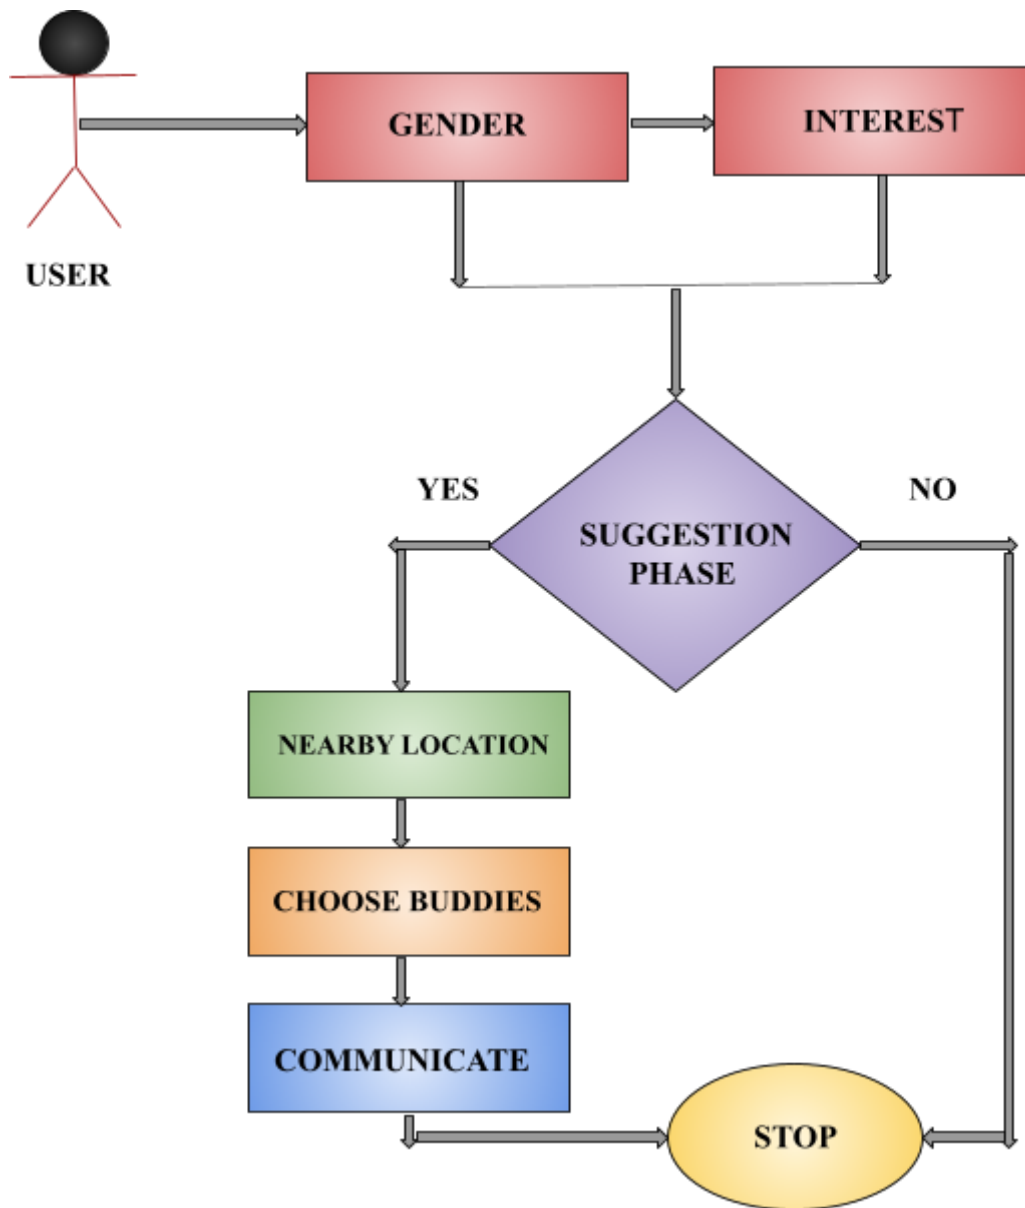 GENDER
INTEREST
USER
YES
NO
SUGGESTION
PHASE
NEARBY LOCATION
CHOOSE BUDDIES
COMMUNICATE
STOP